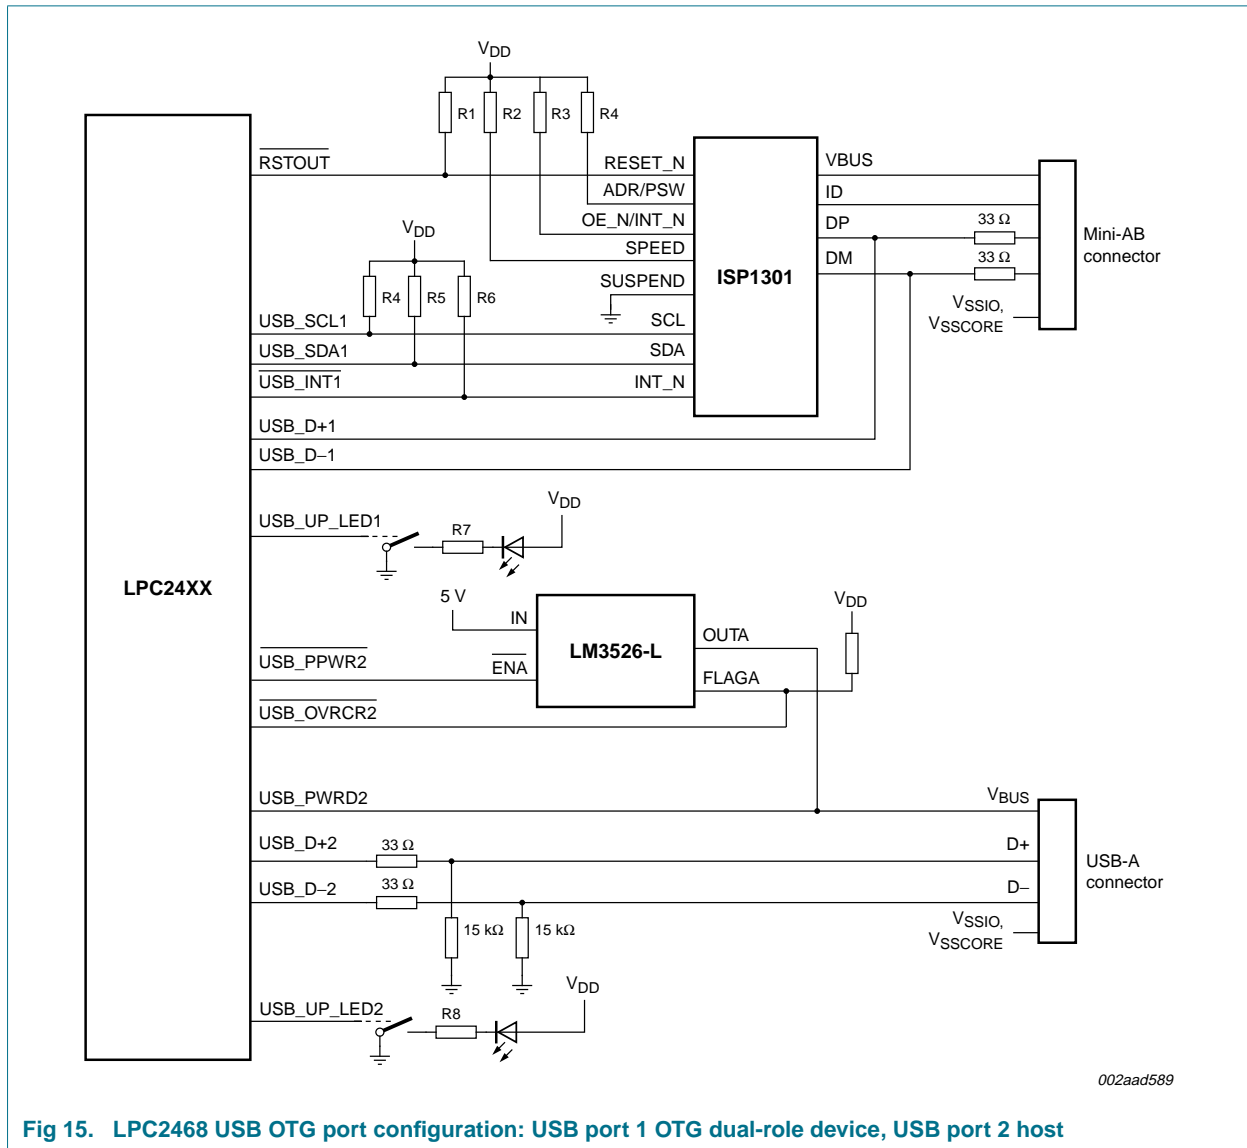 VDD
R1
R2
R3
R4
RSTOUT
RESET_N
ADR/PSW
OE_N/INT_N
SPEED
SUSPEND
VDD
R4
R5
R6
USB_SCL1
SCL
USB_SDA1
SDA
USB_INT1
INT_N
ISP1301
VBUS
ID
DP
33 Ω
DM
33 Ω
VSSIO,
VSSCORE
Mini-AB
connector
USB_D+1
USB_D−1
USB_UP_LED1
R7
VDD
LPC24XX
5 V
IN
LM3526-L
OUTA
VDD
USB_PPWR2
ENA
FLAGA
USB_OVRCR2
USB_PWRD2
VBUS
USB_D+2
33 Ω
D+
USB_D−2
33 Ω
D−
USB-A
connector
15 kΩ
15 kΩ
VSSIO,
VSSCORE
USB_UP_LED2
R8
VDD
002aad589
Fig 15. LPC2468 USB OTG port configuration: USB port 1 OTG dual-role device, USB port 2 host